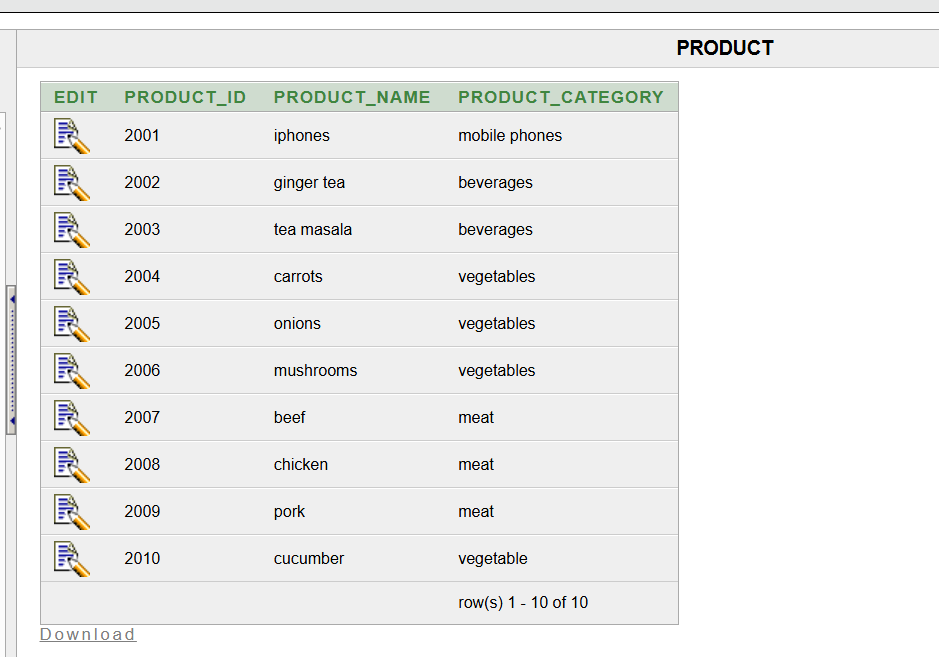 PRODUCT
EDIT PRODUCT_ID PRODUCT_NAME PRODUCT_CATEGORY
2001 iphones mobile phones
2002 ginger tea beverages
2003 tea masala beverages
2004 carrots vegetables
2005 onions vegetables
2006 mushrooms vegetables
2007 beef meat
2008 chicken meat
2009 pork meat
2010 cucumber vegetable
row(s) 1 - 10 of 10
Download